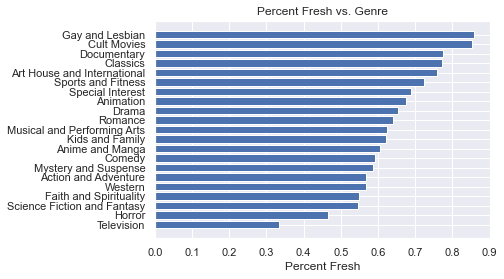 Percent Fresh vs. Genre
Gay and Lesbian
Cult Movies
Documentary
Classics
Art House and International
Sports and Fitness
Special Interest
Animation
Drama
Romance
Musical and Performing Arts
Kids and Family
Anime and Manga
Comedy
Mystery and Suspense
Action and Adventure
Western
Faith and Spirituality
Science Fiction and Fantasy
Horror
Television
0.0 0.1 0.2 0.3 0.4 0.5 0.6 0.7 0.8 0.9
Percent Fresh